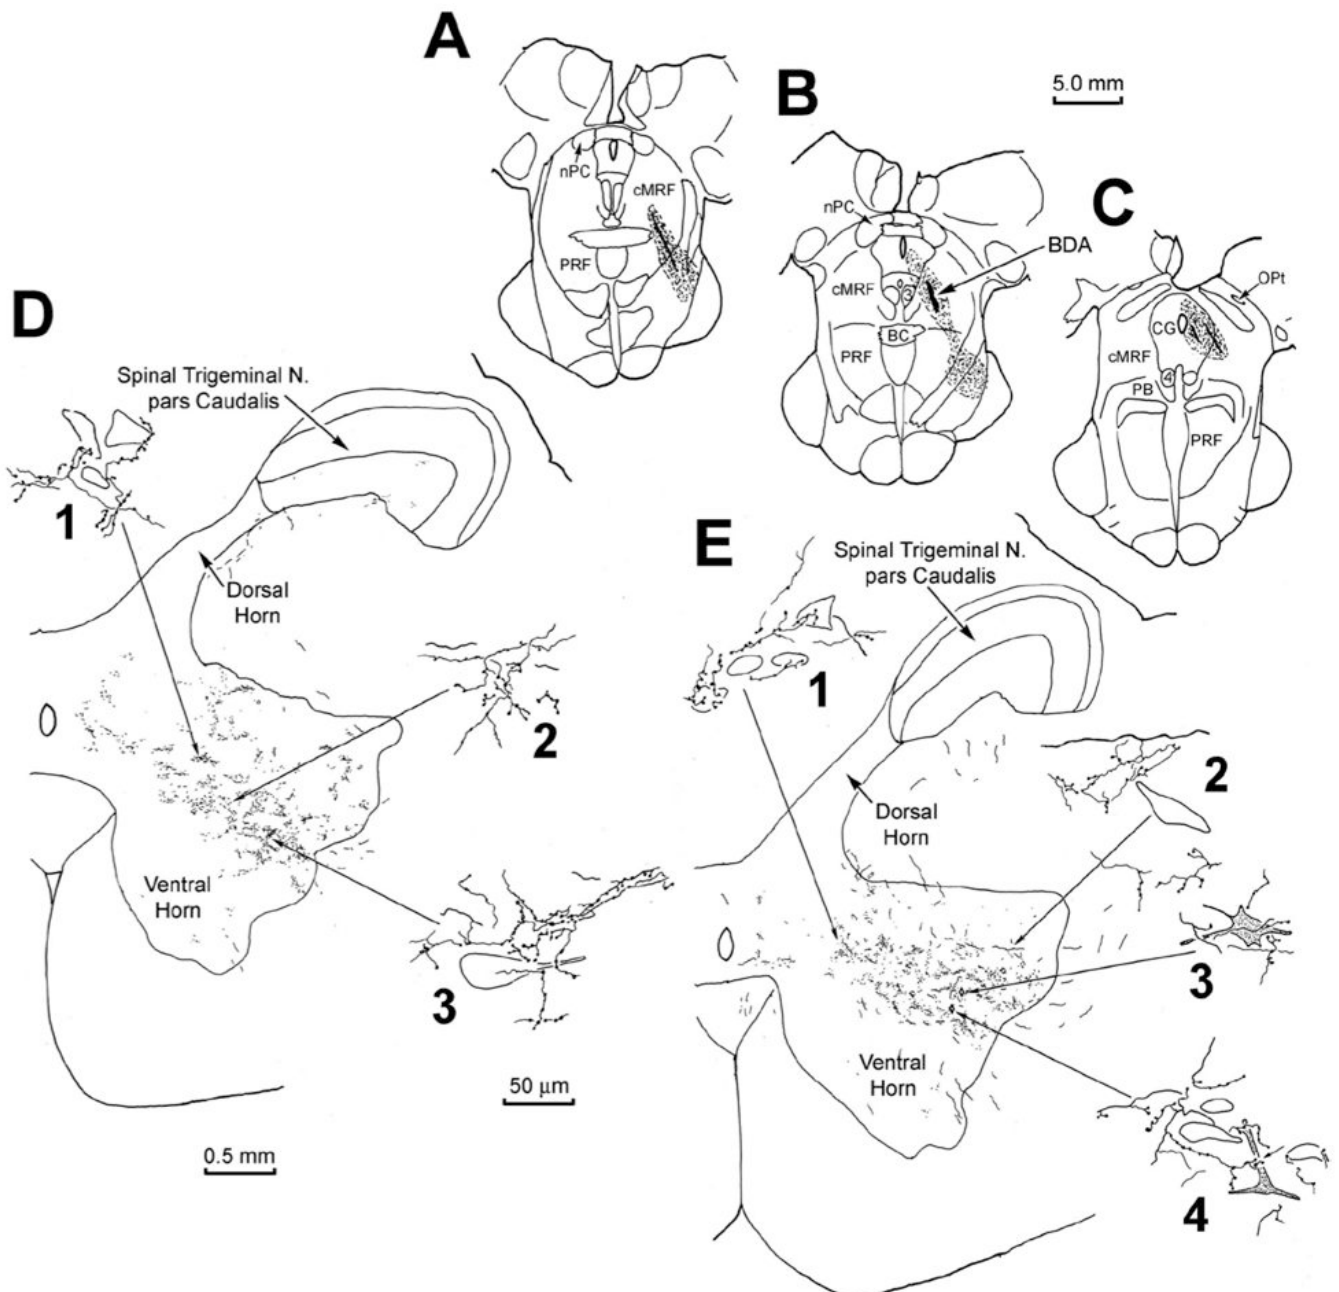 A
nPC
cMRF
PRF
B
5.0 mm
nPC
BDA
cMRF
3
BC
PRF
C
OPt
CG
cMRF
4
PB
PRF
D
Spinal Trigeminal N.
pars Caudalis
1
Dorsal
Horn
2
Ventral
Horn
3
50 μm
0.5 mm
E
Spinal Trigeminal N.
pars Caudalis
1
2
Dorsal
Horn
3
Ventral
Horn
4